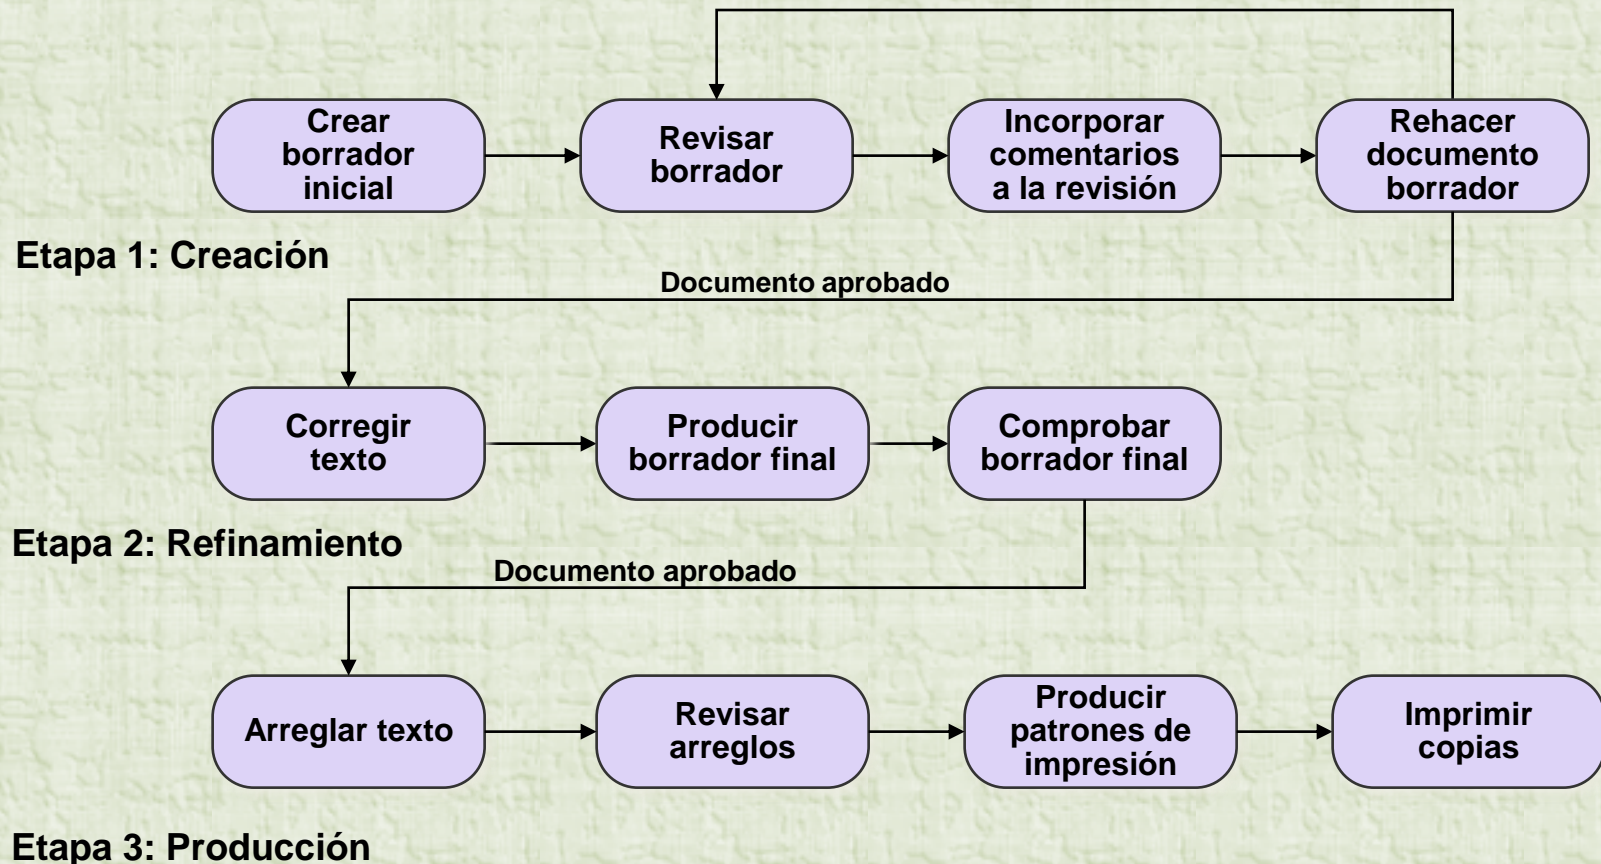 Crear
borrador
inicial
Revisar
borrador
Incorporar
comentarios
a la revisión
Rehacer
documento
borrador
Etapa 1: Creación
Documento aprobado
Corregir
texto
Producir
borrador final
Comprobar
borrador final
Etapa 2: Refinamiento
Documento aprobado
Arreglar texto
Revisar
arreglos
Producir
patrones de
impresión
Imprimir
copias
Etapa 3: Producción